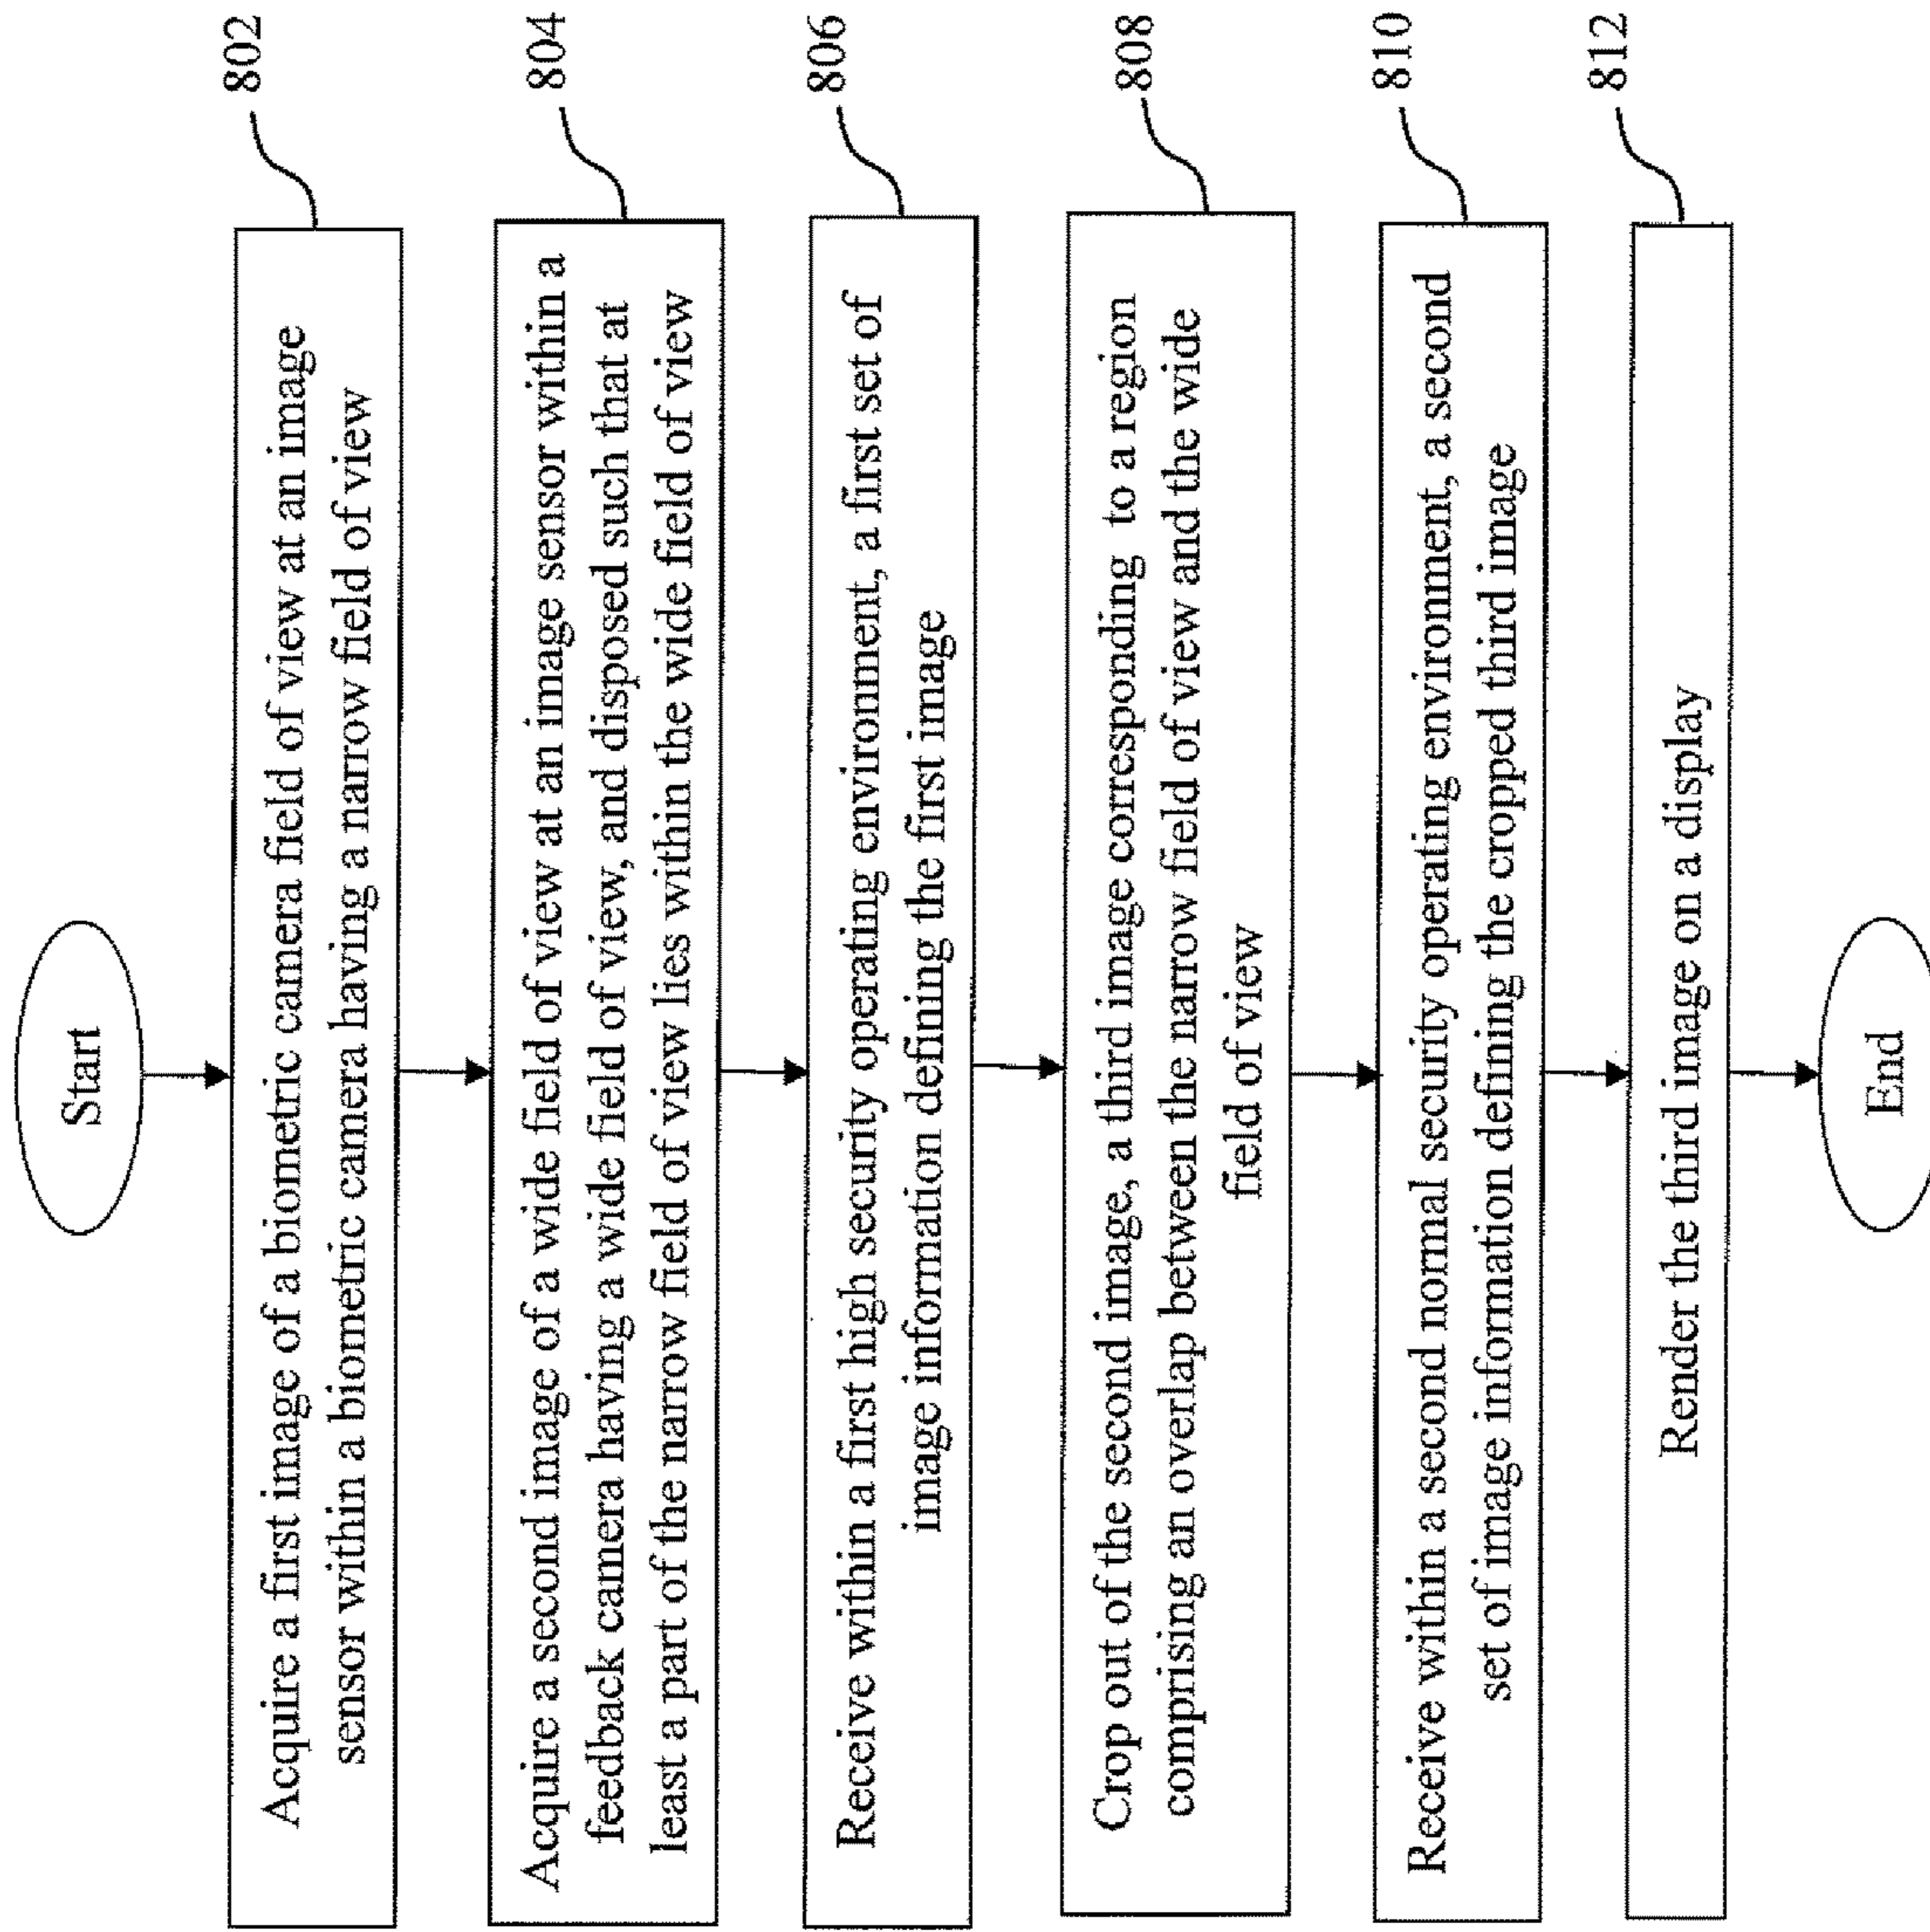 Start
Acquire a first image of a biometric camera field of view at an image
sensor within a biometric camera having a narrow field of view
802
Acquire a second image of a wide field of view at an image sensor within a
feedback camera having a wide field of view, and disposed such that at
least a part of the narrow field of view lies within the wide field of view
804
Receive within a first high security operating environment, a first set of
image information defining the first image
806
Crop out of the second image, a third image corresponding to a region
comprising an overlap between the narrow field of view and the wide
field of view
808
Receive within a second normal security operating environment, a second
set of image information defining the cropped third image
810
Render the third image on a display
812
End